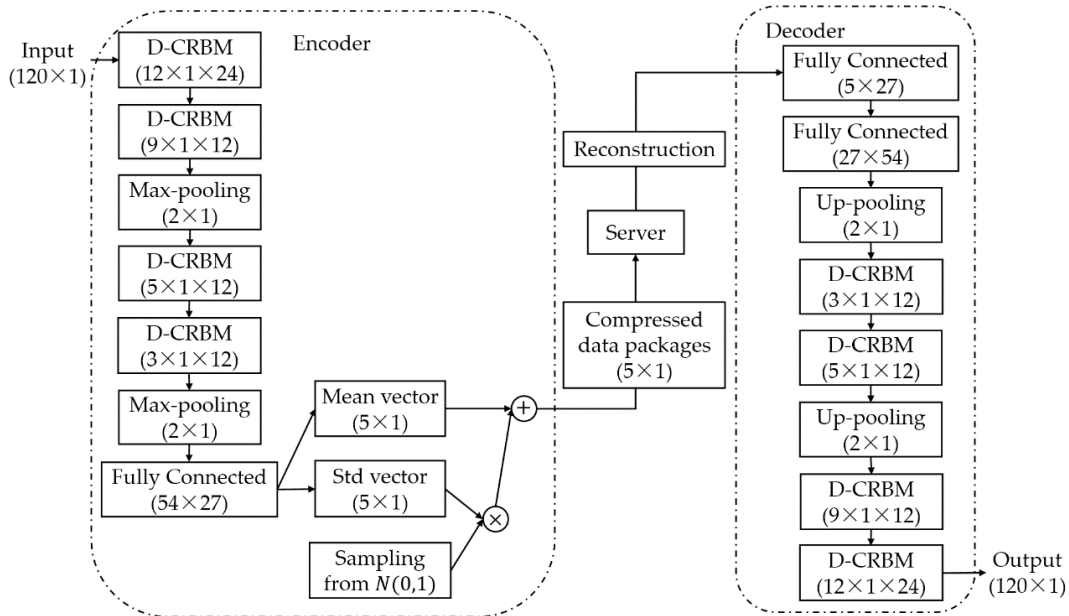 Input
(120×1)
Encoder
D-CRBM
(12×1×24)
D-CRBM
(9×1×12)
Max-pooling
(2×1)
D-CRBM
(5×1×12)
D-CRBM
(3×1×12)
Max-pooling
(2×1)
Fully Connected
(54×27)
Mean vector
(5×1)
Std vector
(5×1)
Sampling
from N(0,1)
+
×
Compressed
data packages
(5×1)
Server
Reconstruction
Decoder
Fully Connected
(5×27)
Fully Connected
(27×54)
Up-pooling
(2×1)
D-CRBM
(3×1×12)
D-CRBM
(5×1×12)
Up-pooling
(2×1)
D-CRBM
(9×1×12)
D-CRBM
(12×1×24)
Output
(120×1)